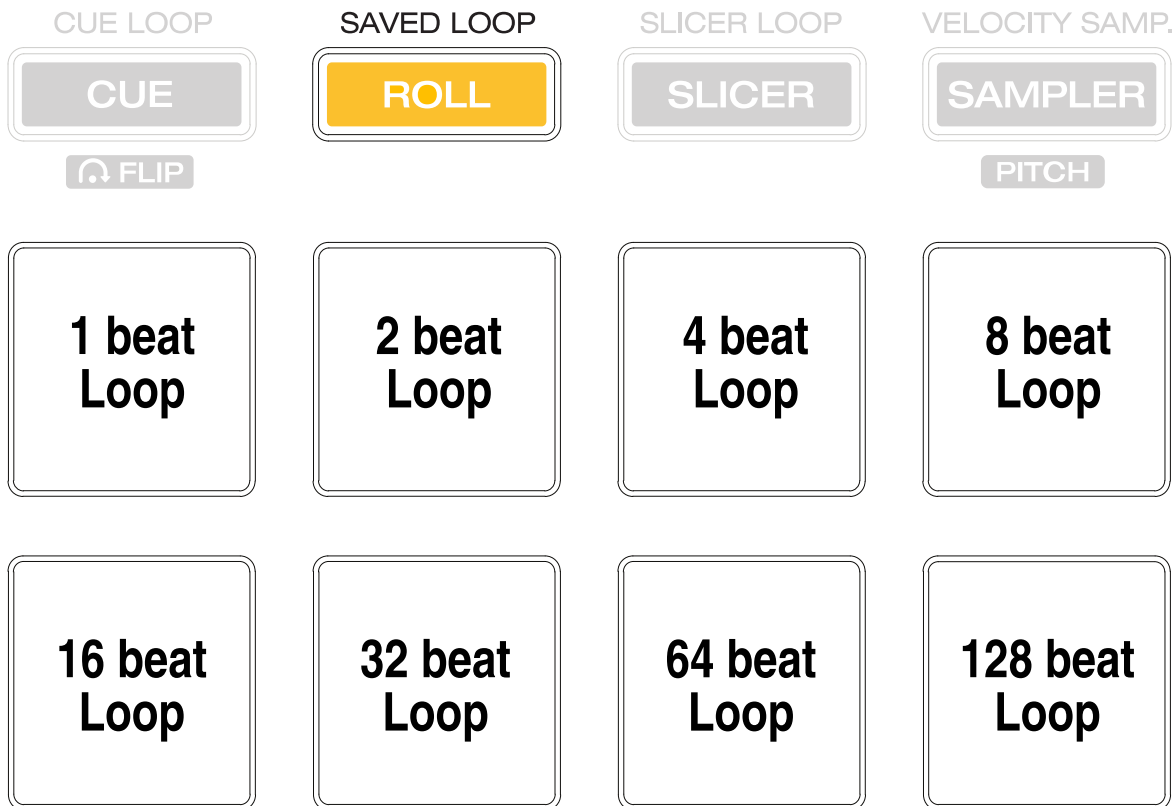 CUE LOOP SAVED LOOP SLICER LOOP VELOCITY SAMP.
CUE ROLL SLICER SAMPLER
FLIP PITCH
1 beat
Loop
2 beat
Loop
4 beat
Loop
8 beat
Loop
16 beat
Loop
32 beat
Loop
64 beat
Loop
128 beat
Loop